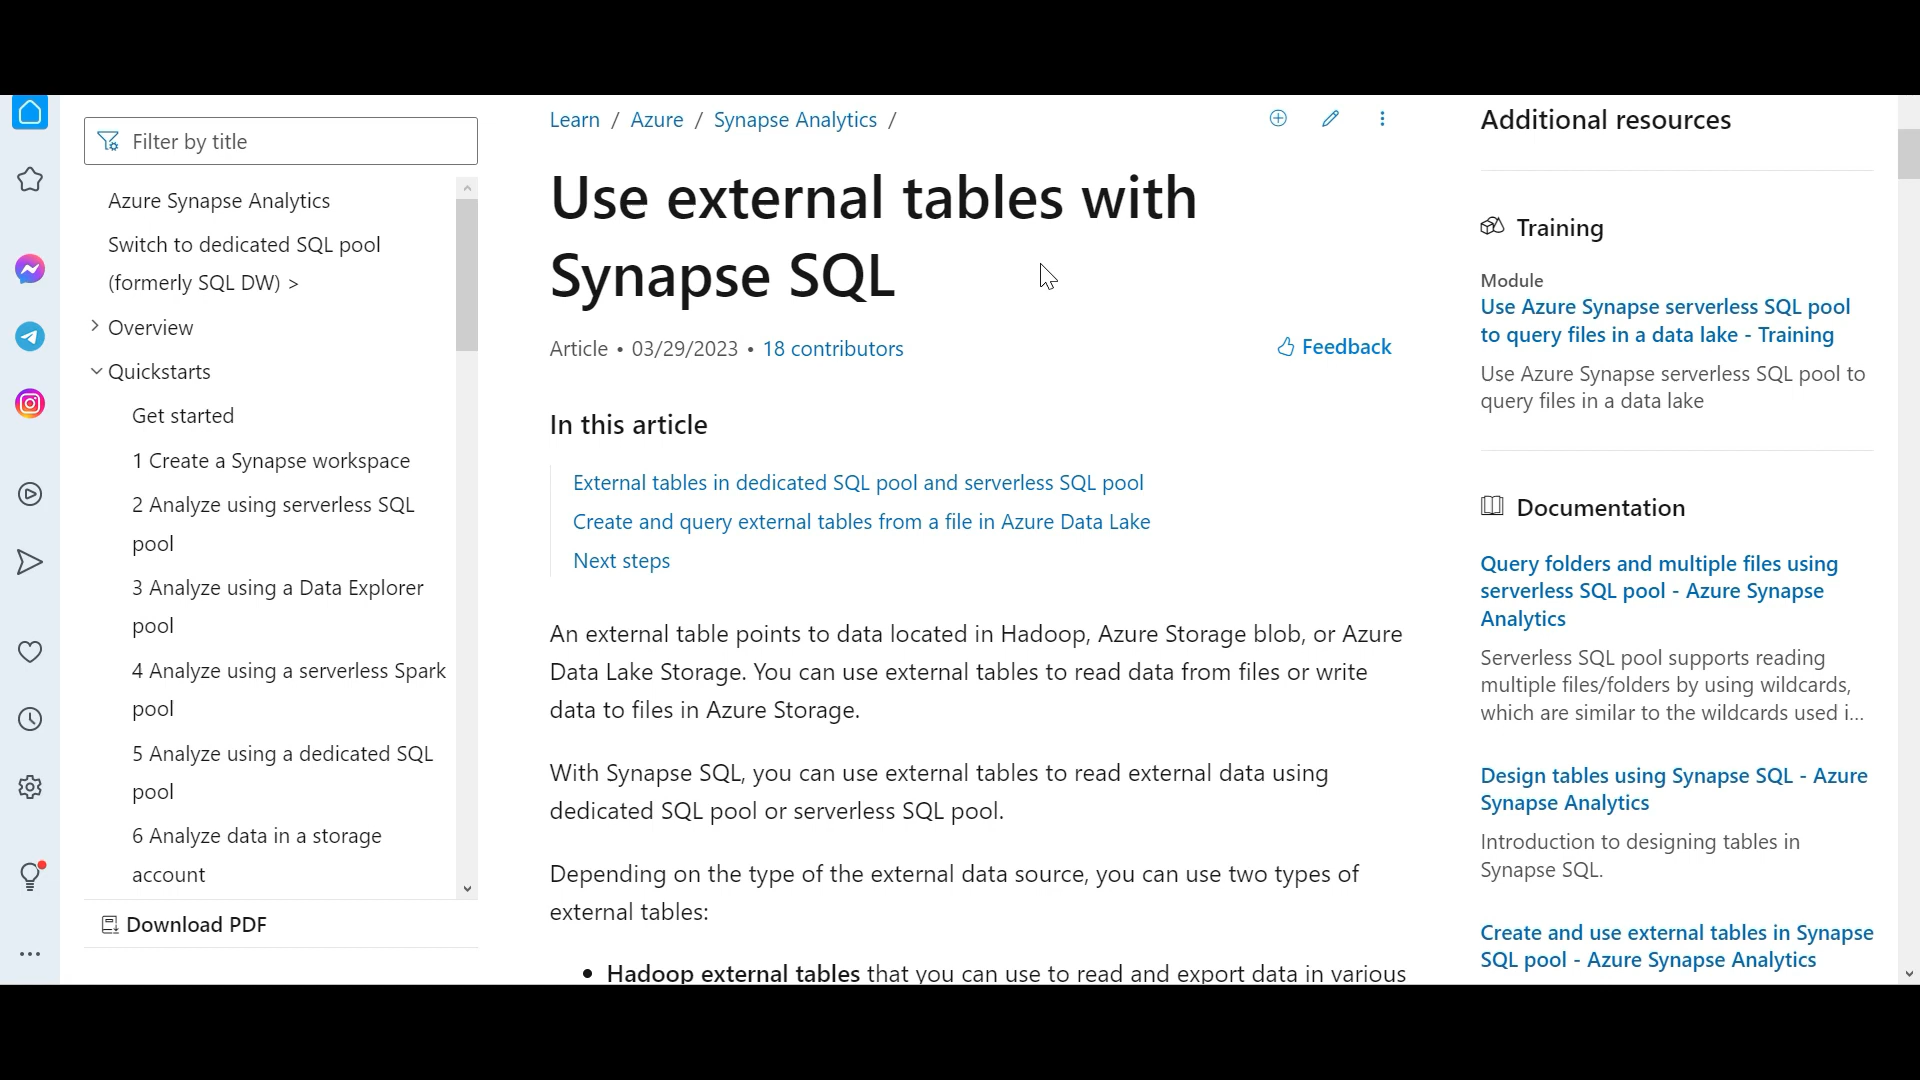 Filter by title
Azure Synapse Analytics
Switch to dedicated SQL pool
(formerly SQL DW) >
Overview
Quickstarts
Get started
1 Create a Synapse workspace
2 Analyze using serverless SQL
pool
3 Analyze using a Data Explorer
pool
4 Analyze using a serverless Spark
pool
5 Analyze using a dedicated SQL
pool
6 Analyze data in a storage
account
Download PDF
Learn / Azure / Synapse Analytics /
Use external tables with
Synapse SQL
Article • 03/29/2023 • 18 contributors
Feedback
In this article
External tables in dedicated SQL pool and serverless SQL pool
Create and query external tables from a file in Azure Data Lake
Next steps
An external table points to data located in Hadoop, Azure Storage blob, or Azure
Data Lake Storage. You can use external tables to read data from files or write
data to files in Azure Storage.
With Synapse SQL, you can use external tables to read external data using
dedicated SQL pool or serverless SQL pool.
Depending on the type of the external data source, you can use two types of
external tables:
• Hadoop external tables that you can use to read and export data in various
Additional resources
Training
Module
Use Azure Synapse serverless SQL pool
to query files in a data lake - Training
Use Azure Synapse serverless SQL pool to
query files in a data lake
Documentation
Query folders and multiple files using
serverless SQL pool - Azure Synapse
Analytics
Serverless SQL pool supports reading
multiple files/folders by using wildcards,
which are similar to the wildcards used i...
Design tables using Synapse SQL - Azure
Synapse Analytics
Introduction to designing tables in
Synapse SQL.
Create and use external tables in Synapse
SQL pool - Azure Synapse Analytics